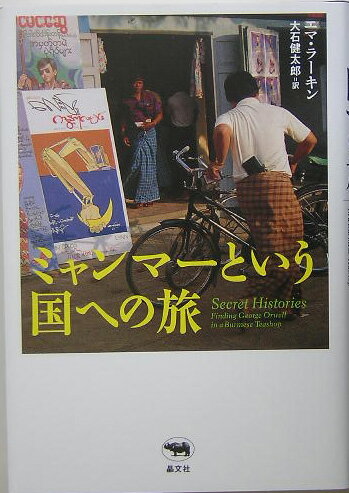 エマ・ラーキン
大石健太郎=訳
ミャンマーという
国への旅
Secret Histories
Finding George Orwell
in a Burmese Teashop
晶文社